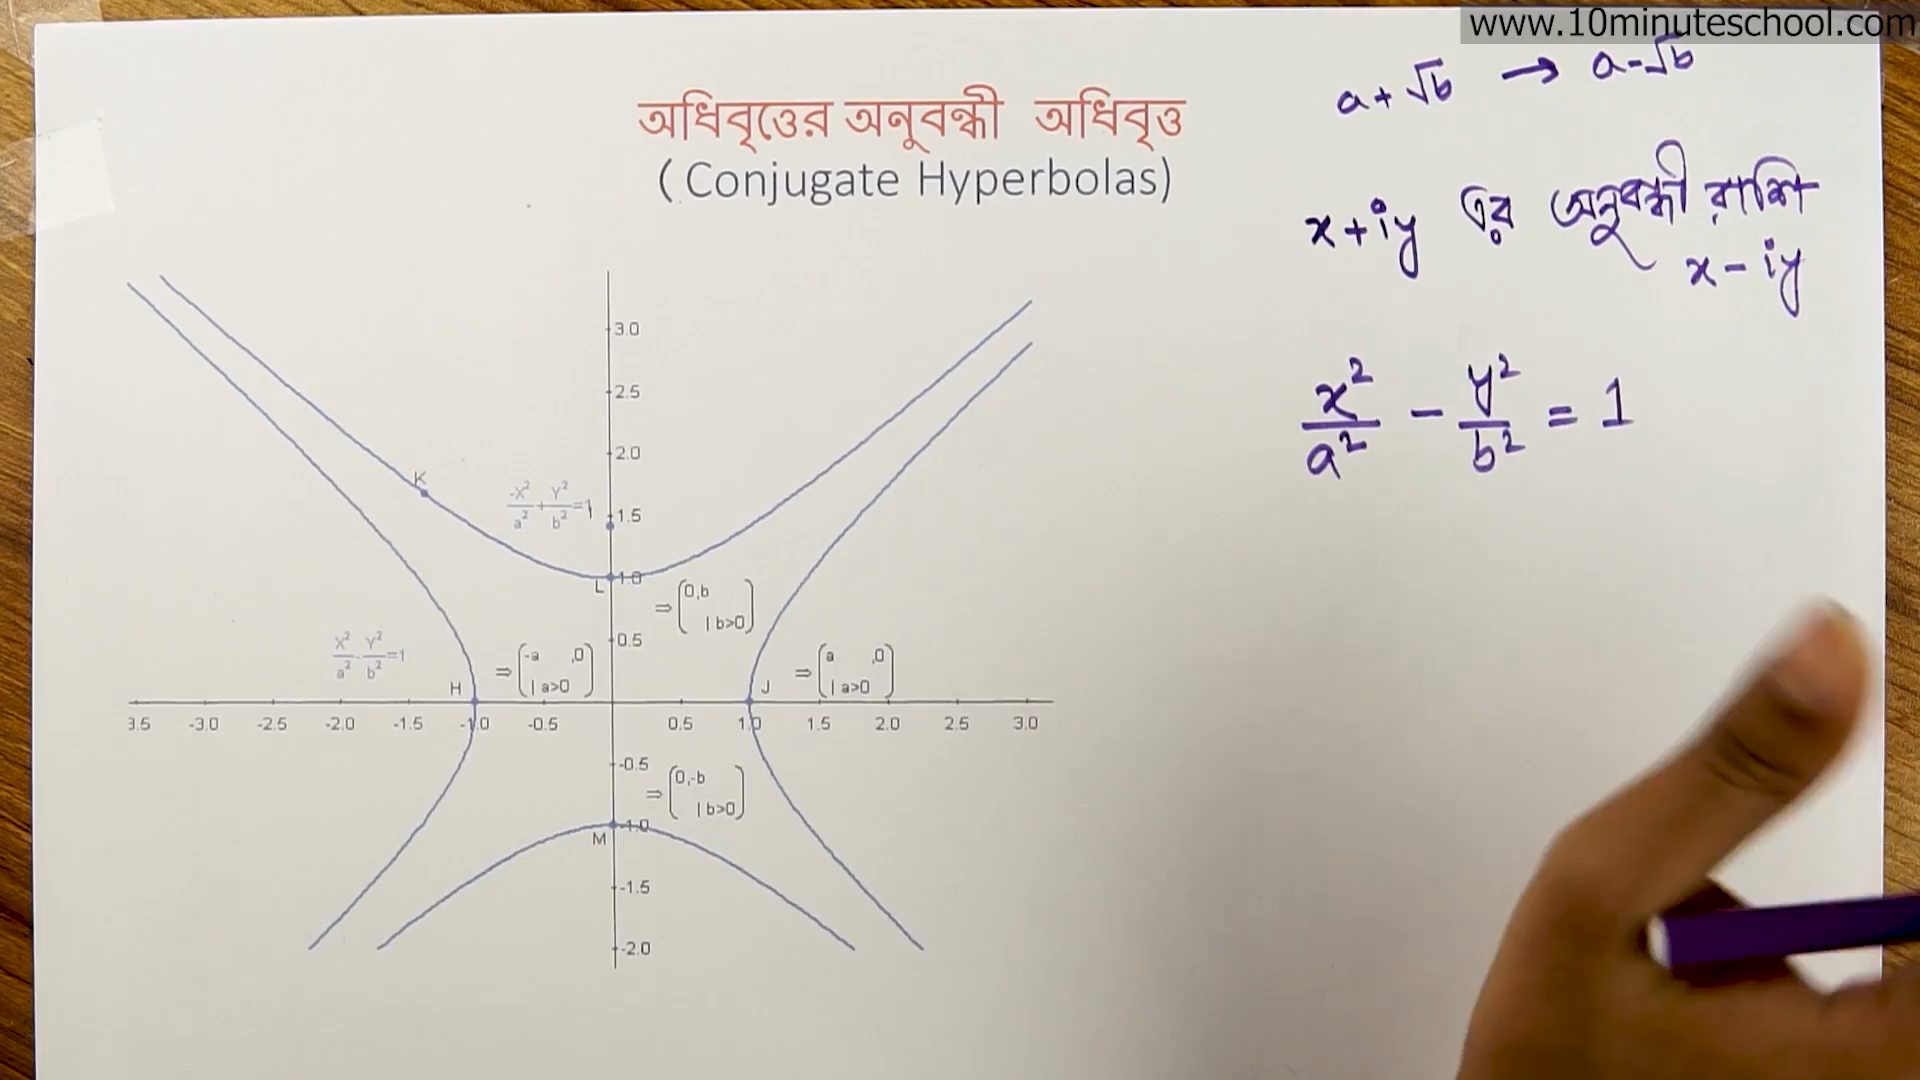 www.10minuteschool.com
অধিবৃত্তের অনুবন্ধী অধিবৃত্ত
( Conjugate Hyperbolas)
a+√b → a-√b
x+iy এর অনুবন্ধী রাশি
x - iy
x²/a² - y²/b² = 1
3.0
2.5
2.0
K
-X²/a² + Y²/b² =1
1.5
L
1.0
⇒ (0,b | b>0)
0.5
X²/a² - Y²/b² =1
H
⇒ (-a ,0 | a>0)
J
⇒ (a ,0 | a>0)
3.5 -3.0 -2.5 -2.0 -1.5 -1.0 -0.5 0.5 1.0 1.5 2.0 2.5 3.0
-0.5
⇒ (0,-b | b>0)
M
-1.0
-1.5
-2.0